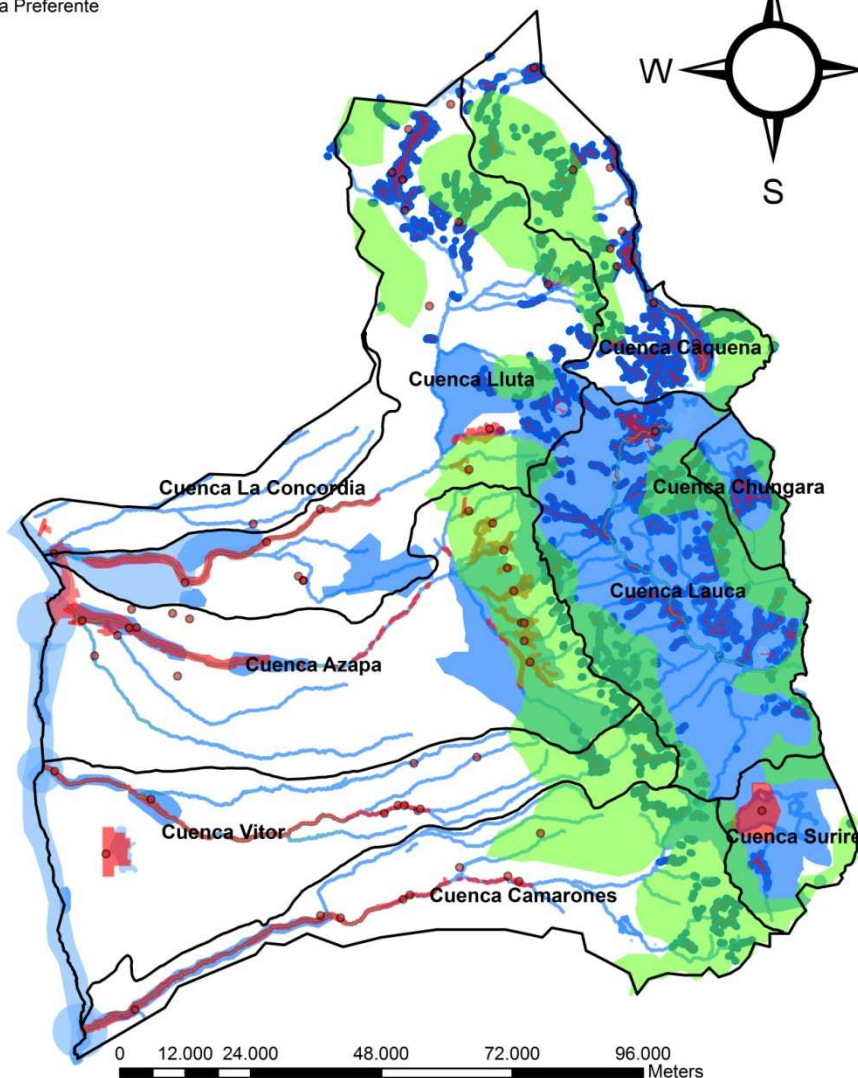 a Preferente
W
S
Cuenca Caquena
Cuenca Lluta
Cuenca La Concordia
Cuenca Chungara
Cuenca Lauca
Cuenca Azapa
Cuenca Vitor
Cuenca Surire
Cuenca Camarones
0 12.000 24.000 48.000 72.000 96.000
Meters